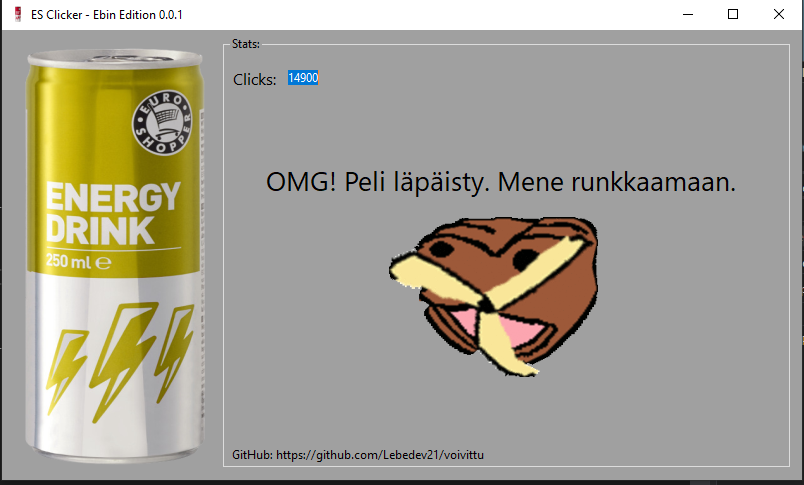 ES Clicker - Ebin Edition 0.0.1
Stats:
Clicks: 14900
EURO
SHOPPER
ENERGY
DRINK
250 ml ℮
OMG! Peli läpäisty. Mene runkkaamaan.
GitHub: https://github.com/Lebedev21/voivittu